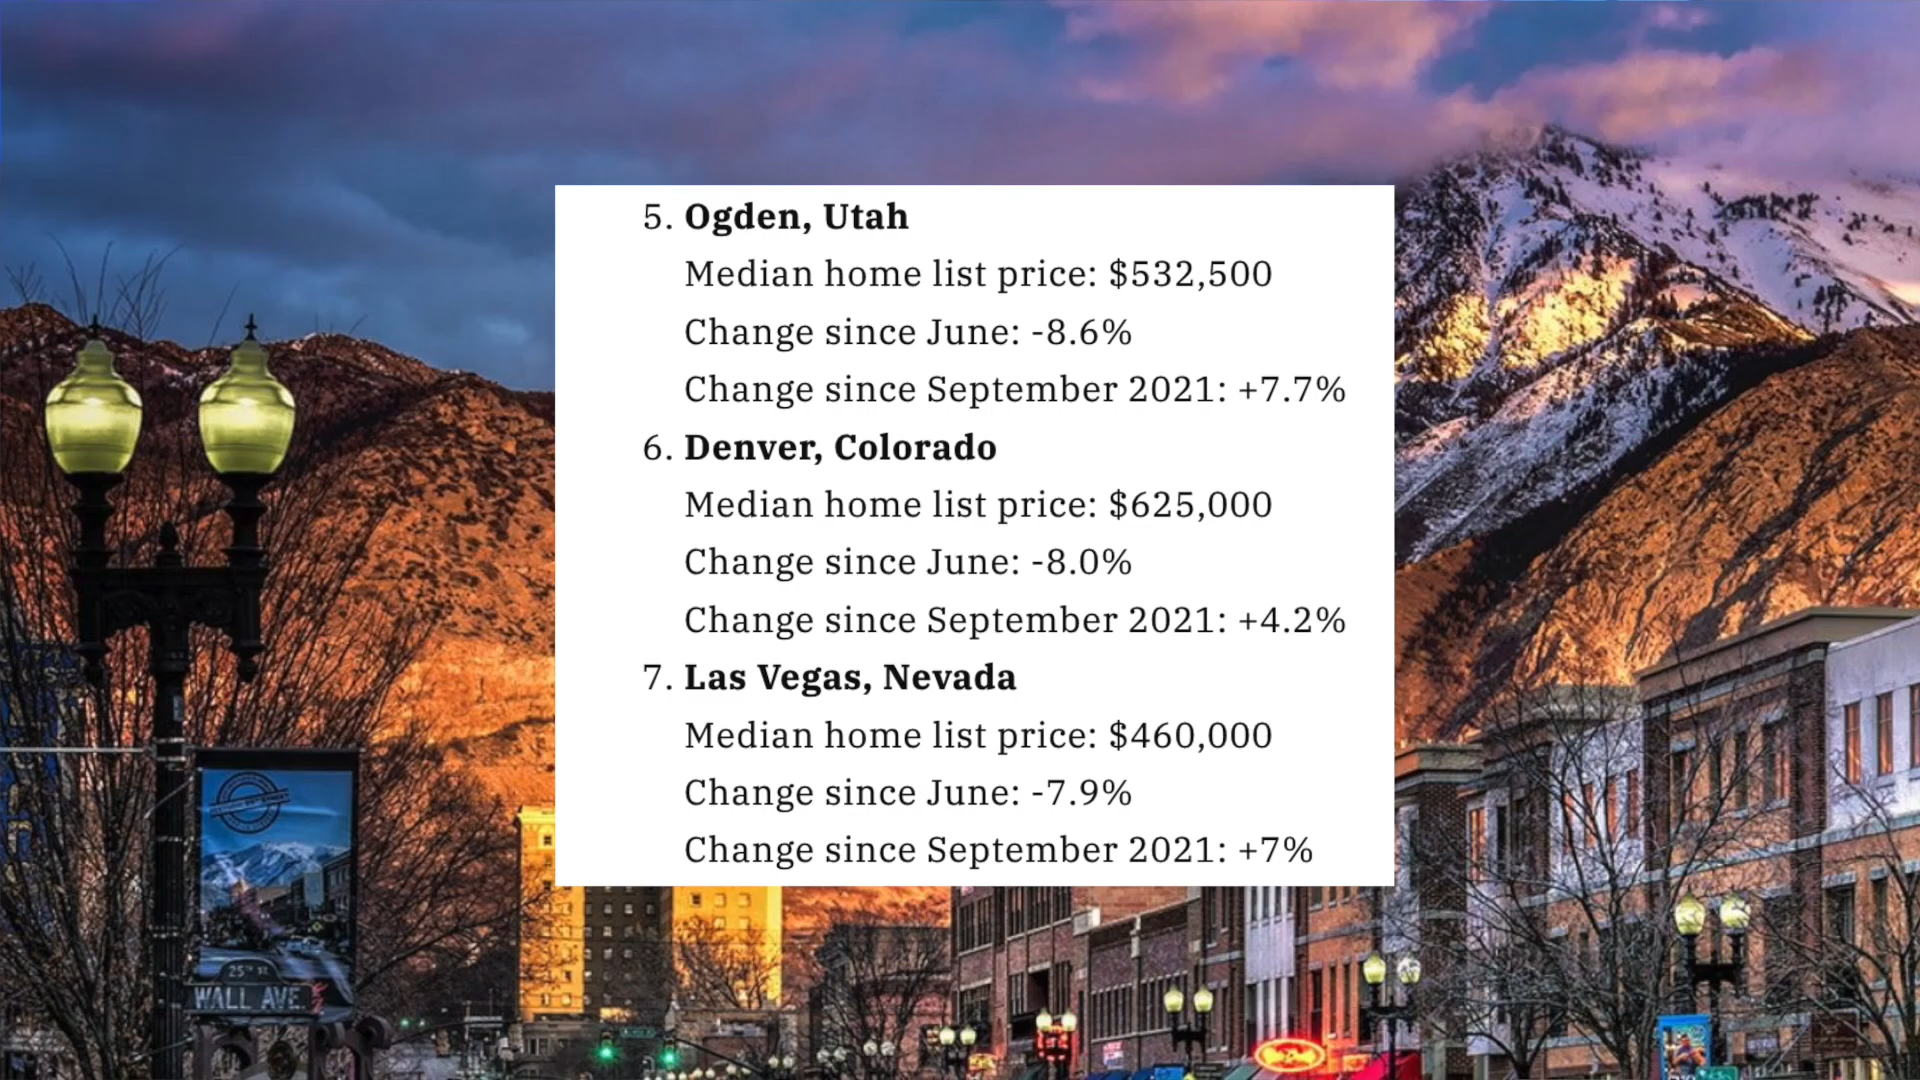 5. Ogden, Utah
Median home list price: $532,500
Change since June: -8.6%
Change since September 2021: +7.7%
6. Denver, Colorado
Median home list price: $625,000
Change since June: -8.0%
Change since September 2021: +4.2%
7. Las Vegas, Nevada
Median home list price: $460,000
Change since June: -7.9%
Change since September 2021: +7%
25TH ST
WALL AVE